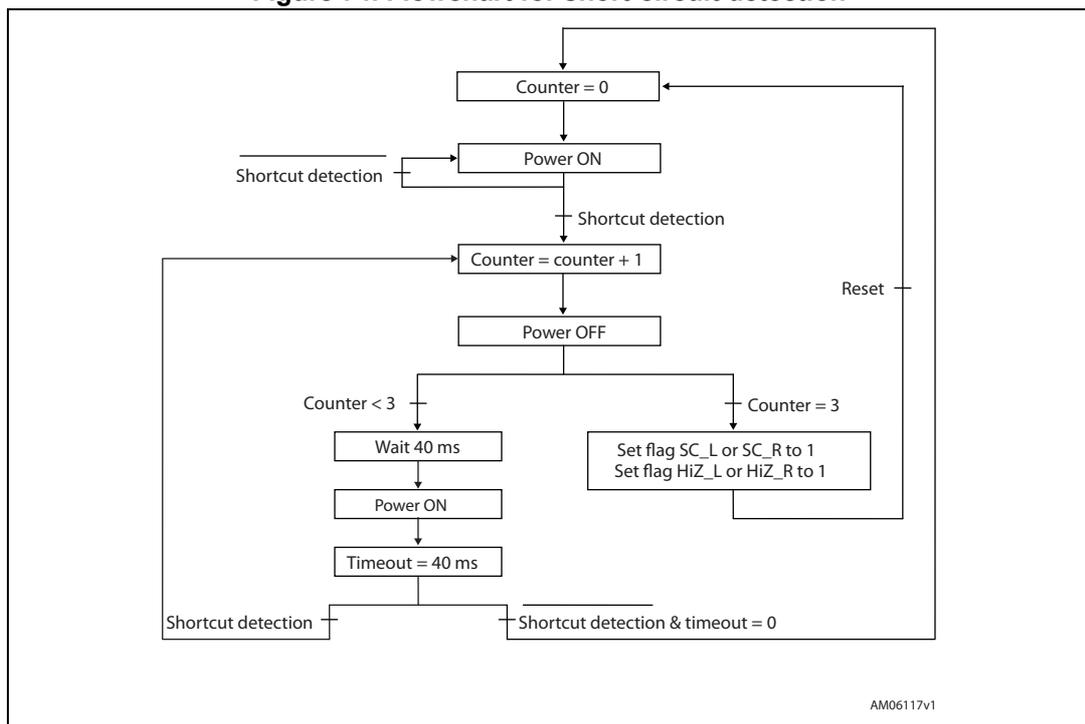 Counter = 0
Power ON
Shortcut detection
Shortcut detection
Counter = counter + 1
Reset
Power OFF
Counter < 3
Counter = 3
Wait 40 ms
Set flag SC_L or SC_R to 1
Set flag HiZ_L or HiZ_R to 1
Power ON
Timeout = 40 ms
Shortcut detection
Shortcut detection & timeout = 0
AM06117v1